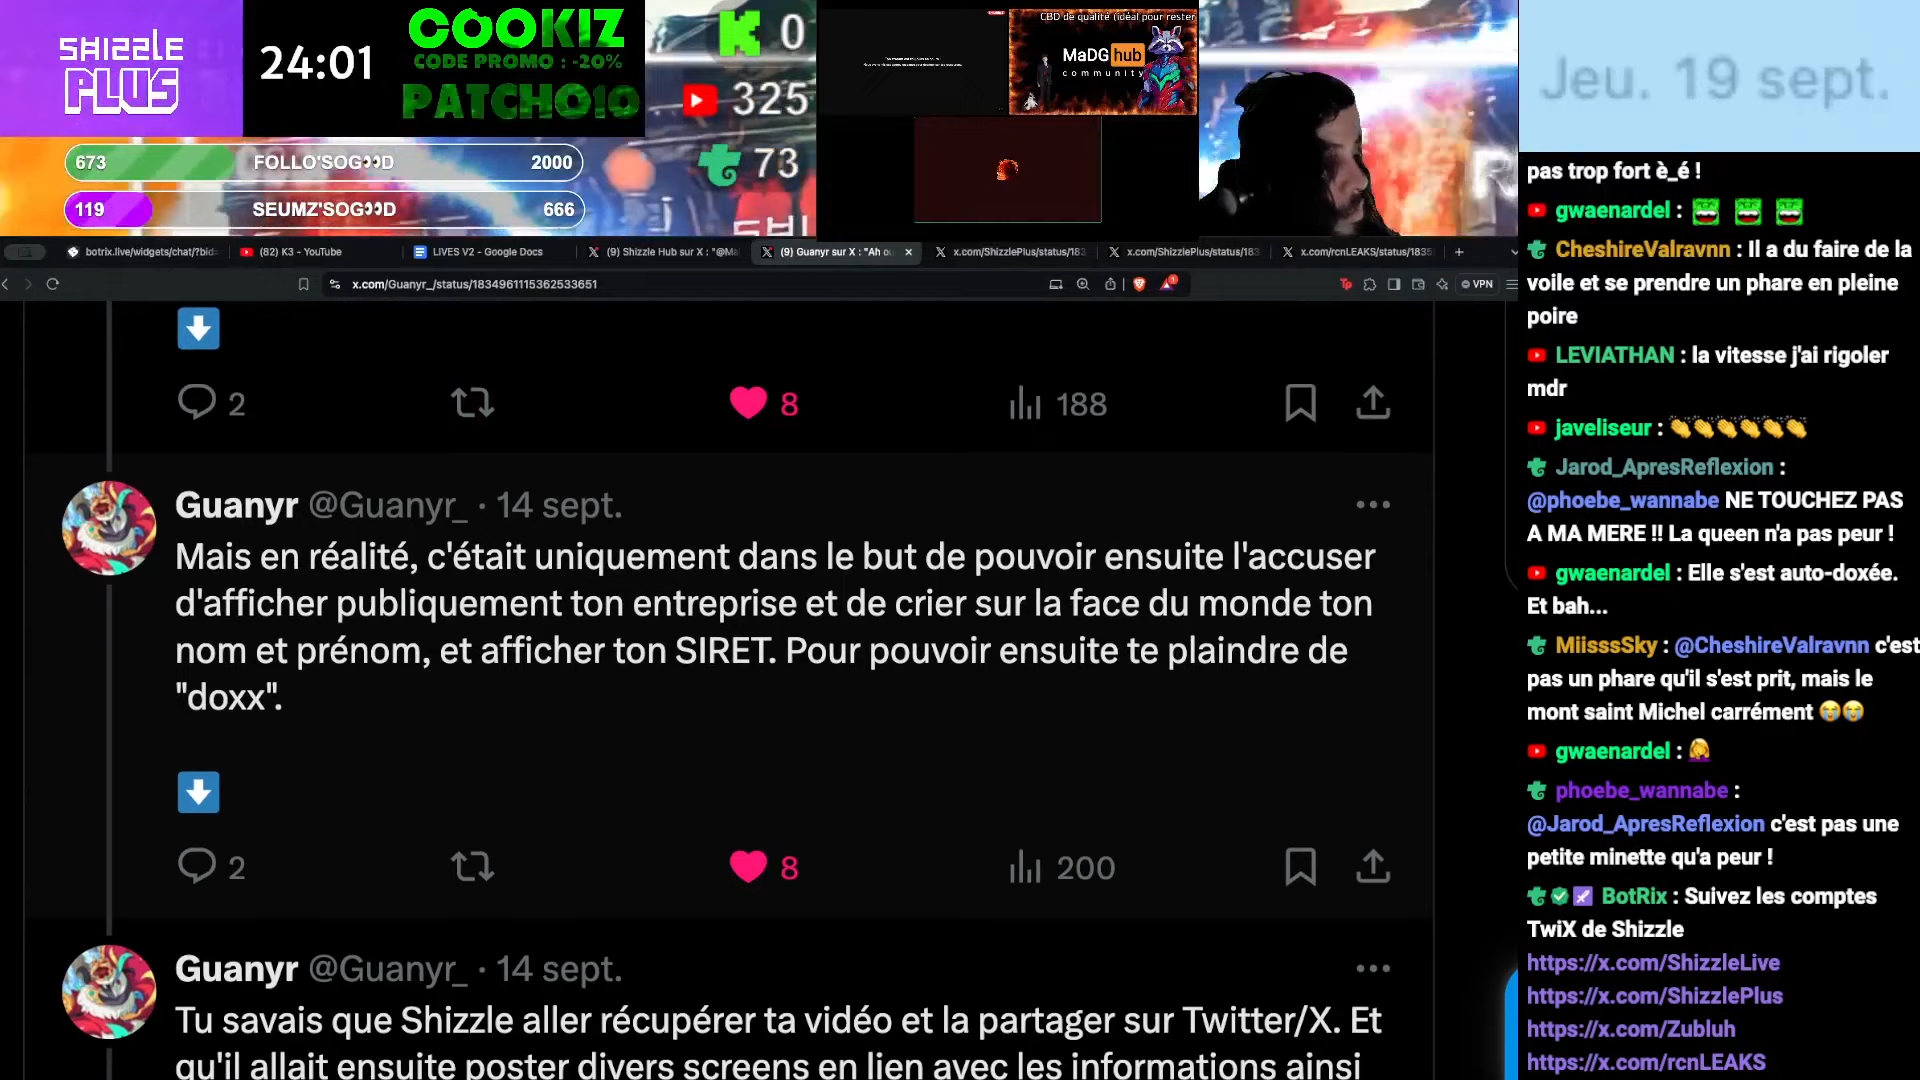 SHIZZLE
PLUS
24:01
COOKIZ
CODE PROMO : -20%
PATCHO10
0
325
73
673 FOLLO'SOG👀D 2000
119 SEUMZ'SOG👀D 666
CBD de qualité (idéal pour rester
MaDG hub
community
Jeu. 19 sept.
botrix.live/widgets/chat/?bid=
(82) K3 - YouTube
LIVES V2 - Google Docs
(9) Shizzle Hub sur X : "@Ma
(9) Guanyr sur X : "Ah ou
x.com/ShizzlePlus/status/183
x.com/ShizzlePlus/status/183
x.com/rcnLEAKS/status/1835
x.com/Guanyr_/status/1834961115362533651
VPN
⬇
2 8 188
Guanyr @Guanyr_ · 14 sept.
Mais en réalité, c'était uniquement dans le but de pouvoir ensuite l'accuser
d'afficher publiquement ton entreprise et de crier sur la face du monde ton
nom et prénom, et afficher ton SIRET. Pour pouvoir ensuite te plaindre de
"doxx".
⬇
2 8 200
Guanyr @Guanyr_ · 14 sept.
Tu savais que Shizzle aller récupérer ta vidéo et la partager sur Twitter/X. Et
qu'il allait ensuite poster divers screens en lien avec les informations ainsi
pas trop fort è_é !
gwaenardel :
CheshireValravnn : Il a du faire de la
voile et se prendre un phare en pleine
poire
LEVIATHAN : la vitesse j'ai rigoler
mdr
javeliseur : 👏👏👏👏👏👏
Jarod_ApresReflexion :
@phoebe_wannabe NE TOUCHEZ PAS
A MA MERE !! La queen n'a pas peur !
gwaenardel : Elle s'est auto-doxée.
Et bah...
MiisssSky : @CheshireValravnn c'est
pas un phare qu'il s'est prit, mais le
mont saint Michel carrément 😭😭
gwaenardel : 🤦‍♀️
phoebe_wannabe :
@Jarod_ApresReflexion c'est pas une
petite minette qu'a peur !
BotRix : Suivez les comptes
TwiX de Shizzle
https://x.com/ShizzleLive
https://x.com/ShizzlePlus
https://x.com/Zubluh
https://x.com/rcnLEAKS